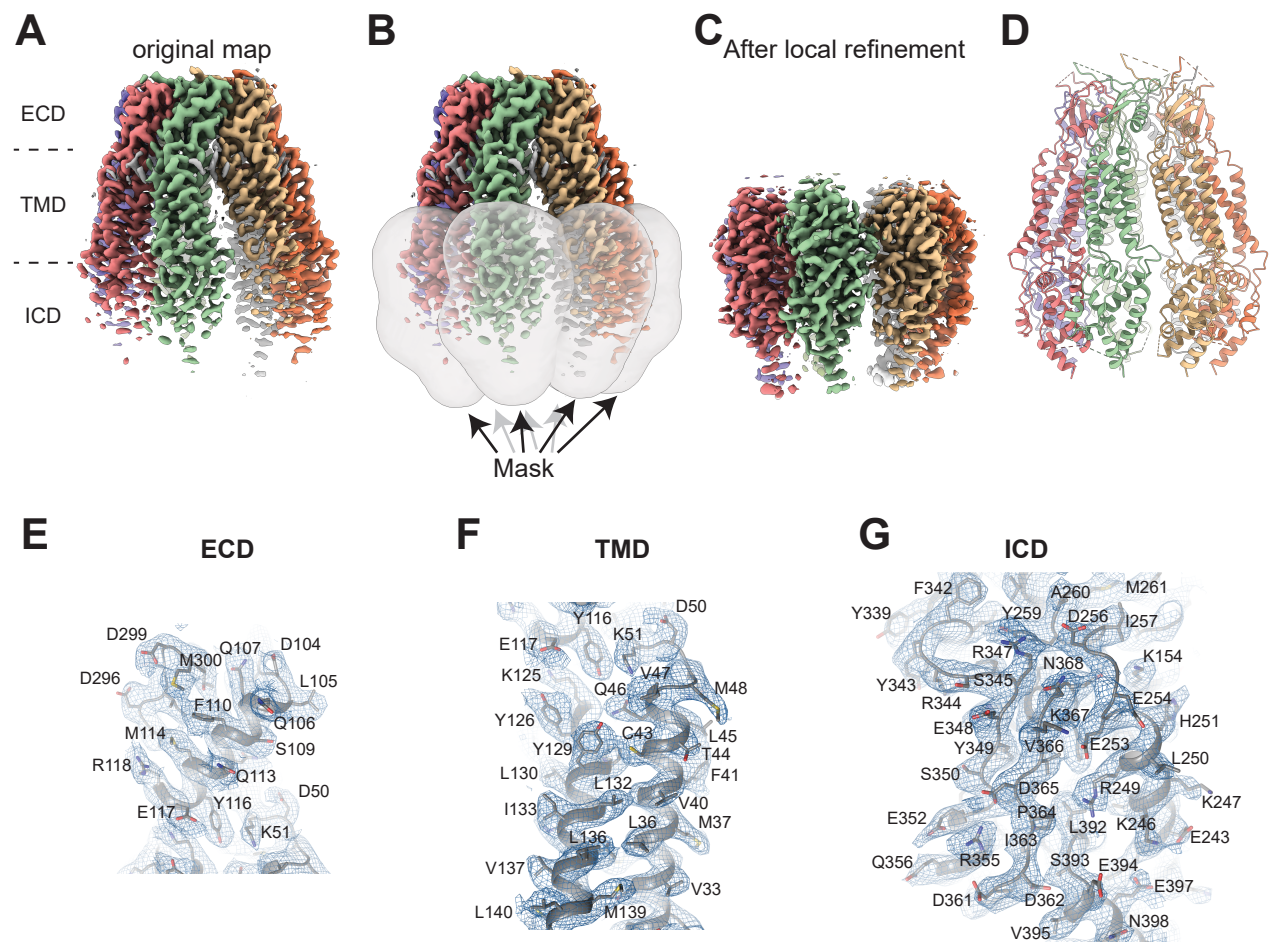 A
original map
ECD
TMD
ICD
B
Mask
C
After local refinement
D
E
ECD
D299
M300
Q107
D104
D296
L105
F110
Q106
M114
S109
R118
Q113
D50
E117
Y116
K51
F
TMD
D50
Y116
K51
E117
K125
V47
Q46
M48
Y126
C43
L45
Y129
T44
L130
L132
F41
V40
I133
L36
M37
L136
V137
V33
L140
M139
G
ICD
F342
A260
M261
Y339
Y259
D256
I257
R347
N368
K154
Y343
S345
R344
E254
E348
K367
H251
Y349
V366
E253
L250
S350
D365
R249
K247
E352
P364
L392
K246
E243
I363
Q356
R355
S393
E394
E397
D361
D362
N398
V395